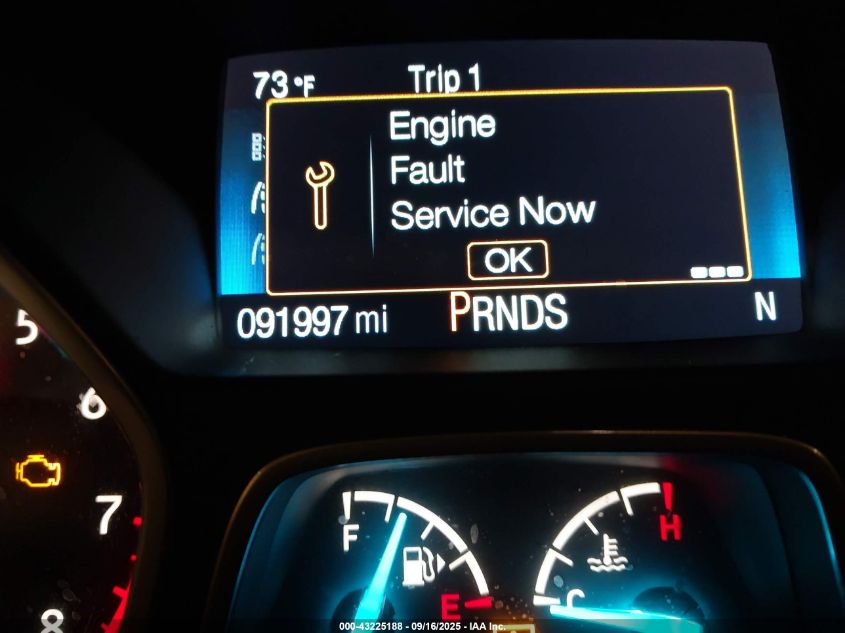 73 °F Trip 1
Engine
Fault
Service Now
OK
091997 mi PRNDS N
5
6
7
8
F
E
H
C
000-43225188 - 09/16/2025 - IAA Inc.